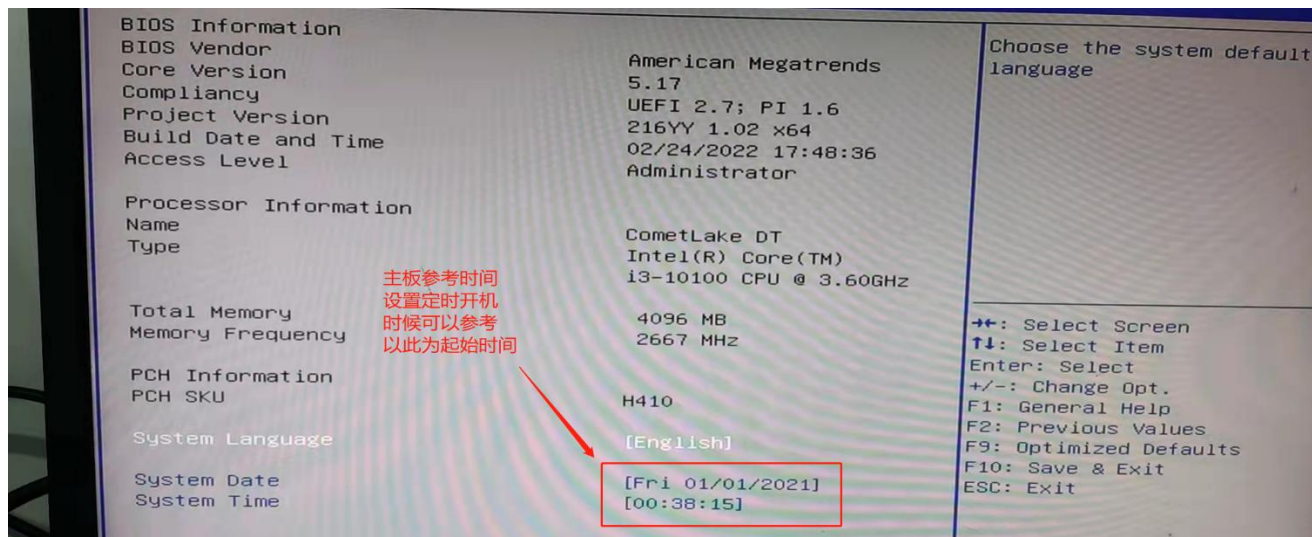 BIOS Information
BIOS Vendor American Megatrends
Core Version 5.17
Compliancy UEFI 2.7; PI 1.6
Project Version 216YY 1.02 x64
Build Date and Time 02/24/2022 17:48:36
Access Level Administrator
Processor Information
Name CometLake DT
Type Intel(R) Core(TM)
i3-10100 CPU @ 3.60GHz
Total Memory 4096 MB
Memory Frequency 2667 MHz
PCH Information
PCH SKU H410
System Language [English]
System Date [Fri 01/01/2021]
System Time [00:38:15]
主板参考时间
设置定时开机
时候可以参考
以此为起始时间
Choose the system default
language
→←: Select Screen
↑↓: Select Item
Enter: Select
+/-: Change Opt.
F1: General Help
F2: Previous Values
F9: Optimized Defaults
F10: Save & Exit
ESC: Exit